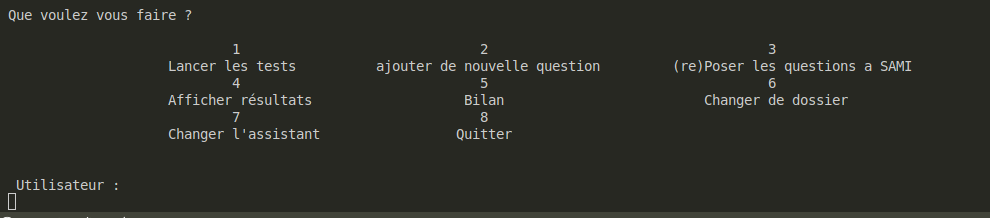 Que voulez vous faire ?
1 2 3
Lancer les tests ajouter de nouvelle question (re)Poser les questions a SAMI
4 5 6
Afficher résultats Bilan Changer de dossier
7 8
Changer l'assistant Quitter
Utilisateur :